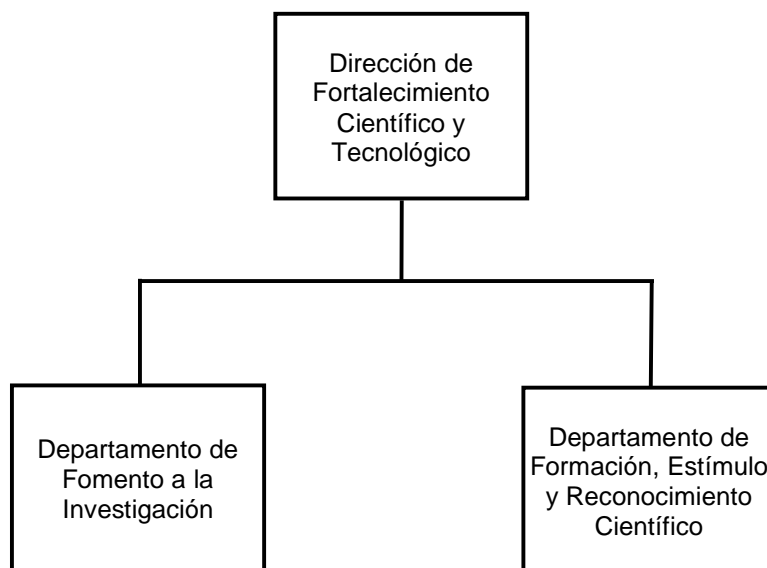 Dirección de
Fortalecimiento
Científico y
Tecnológico
Departamento de
Fomento a la
Investigación
Departamento de
Formación, Estímulo
y Reconocimiento
Científico